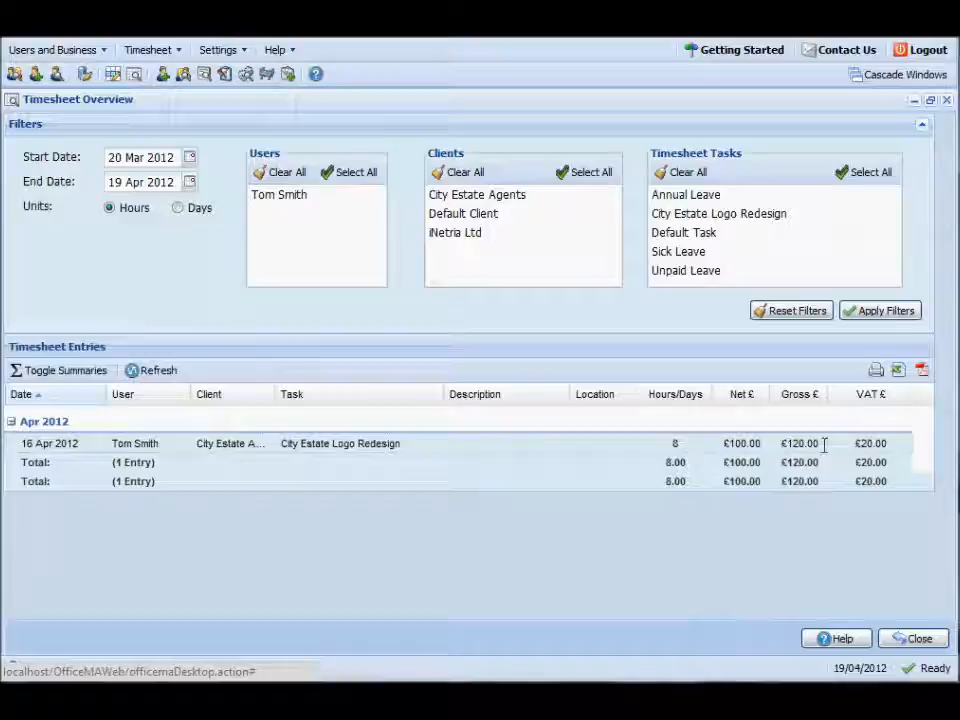 Users and Business Timesheet Settings Help Getting Started Contact Us Logout
Cascade Windows
Timesheet Overview
Filters
Start Date: 20 Mar 2012
End Date: 19 Apr 2012
Units: Hours Days
Users
Clear All Select All
Tom Smith
Clients
Clear All Select All
City Estate Agents
Default Client
iNetria Ltd
Timesheet Tasks
Clear All Select All
Annual Leave
City Estate Logo Redesign
Default Task
Sick Leave
Unpaid Leave
Reset Filters Apply Filters
Timesheet Entries
Toggle Summaries Refresh
Date User Client Task Description Location Hours/Days Net £ Gross £ VAT £
Apr 2012
16 Apr 2012 Tom Smith City Estate A... City Estate Logo Redesign 8 £100.00 £120.00 £20.00
Total: (1 Entry) 8.00 £100.00 £120.00 £20.00
Total: (1 Entry) 8.00 £100.00 £120.00 £20.00
Help Close
localhost/OfficeMAWeb/officemaDesktop.action# 19/04/2012 Ready